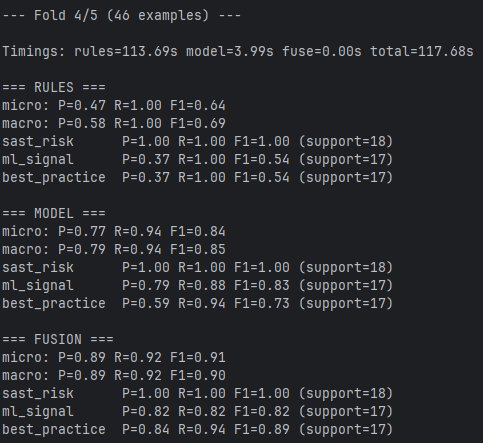 --- Fold 4/5 (46 examples) ---
Timings: rules=113.69s model=3.99s fuse=0.00s total=117.68s
=== RULES ===
micro: P=0.47 R=1.00 F1=0.64
macro: P=0.58 R=1.00 F1=0.69
sast_risk P=1.00 R=1.00 F1=1.00 (support=18)
ml_signal P=0.37 R=1.00 F1=0.54 (support=17)
best_practice P=0.37 R=1.00 F1=0.54 (support=17)
=== MODEL ===
micro: P=0.77 R=0.94 F1=0.84
macro: P=0.79 R=0.94 F1=0.85
sast_risk P=1.00 R=1.00 F1=1.00 (support=18)
ml_signal P=0.79 R=0.88 F1=0.83 (support=17)
best_practice P=0.59 R=0.94 F1=0.73 (support=17)
=== FUSION ===
micro: P=0.89 R=0.92 F1=0.91
macro: P=0.89 R=0.92 F1=0.90
sast_risk P=1.00 R=1.00 F1=1.00 (support=18)
ml_signal P=0.82 R=0.82 F1=0.82 (support=17)
best_practice P=0.84 R=0.94 F1=0.89 (support=17)